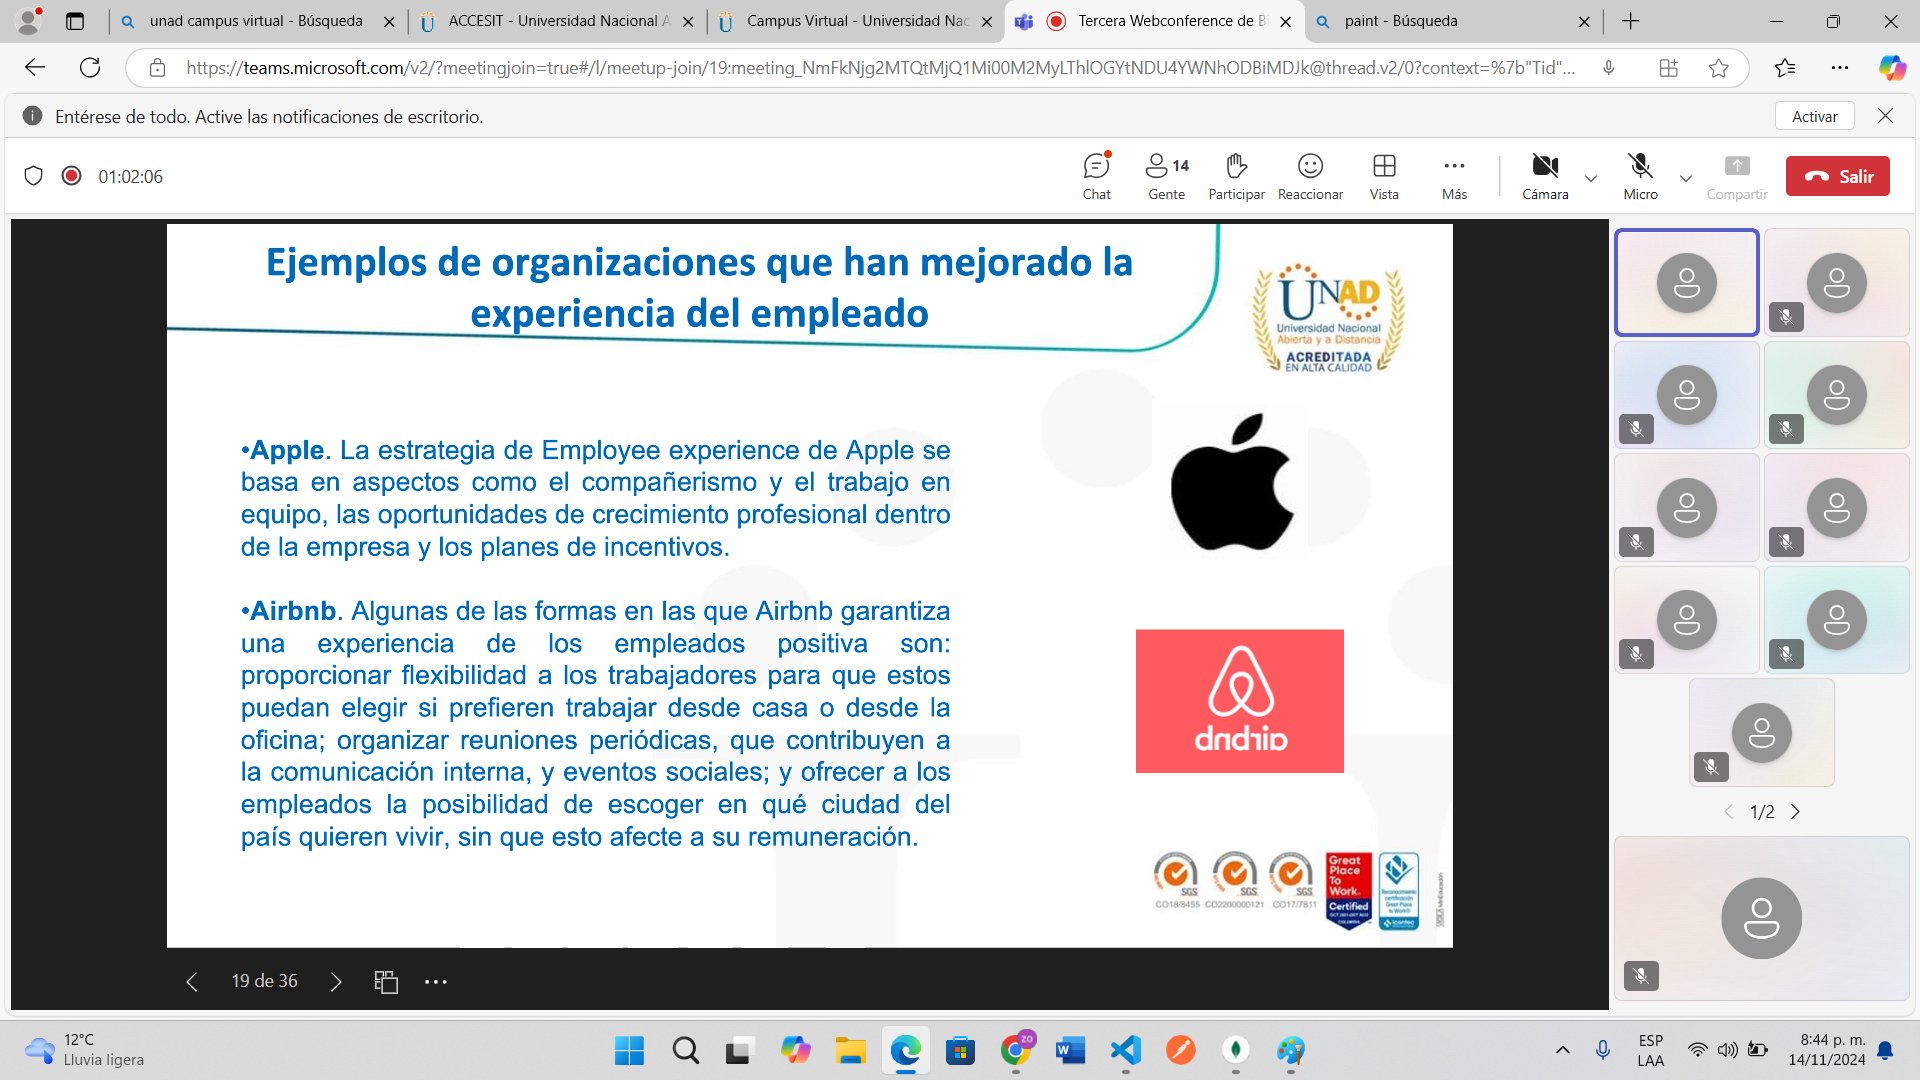 unad campus virtual - Búsqueda
ACCESIT - Universidad Nacional A
Campus Virtual - Universidad Nac
Tercera Webconference de Bi
paint - Búsqueda
https://teams.microsoft.com/v2/?meetingjoin=true#/l/meetup-join/19:meeting_NmFkNjg2MTQtMjQ1Mi00M2MyLThlOGYtNDU4YWNhODBiMDJk@thread.v2/0?context=%7b"Tid"...
Entérese de todo. Active las notificaciones de escritorio.
Activar
01:02:06
Chat
14
Gente
Participar
Reaccionar
Vista
Más
Cámara
Micro
Compartir
Salir
Ejemplos de organizaciones que han mejorado la
experiencia del empleado
UNAD
Universidad Nacional
Abierta y a Distancia
ACREDITADA
EN ALTA CALIDAD
•Apple. La estrategia de Employee experience de Apple se
basa en aspectos como el compañerismo y el trabajo en
equipo, las oportunidades de crecimiento profesional dentro
de la empresa y los planes de incentivos.
•Airbnb. Algunas de las formas en las que Airbnb garantiza
una experiencia de los empleados positiva son:
proporcionar flexibilidad a los trabajadores para que estos
puedan elegir si prefieren trabajar desde casa o desde la
oficina; organizar reuniones periódicas, que contribuyen a
la comunicación interna, y eventos sociales; y ofrecer a los
empleados la posibilidad de escoger en qué ciudad del
país quieren vivir, sin que esto afecte a su remuneración.
airbnb
SGS
CO18/8455
SGS
CO2200000121
SGS
CO17/7811
Great
Place
To
Work.
Certified
icontec
1/2
19 de 36
12°C
Lluvia ligera
ZO
ESP
LAA
8:44 p. m.
14/11/2024